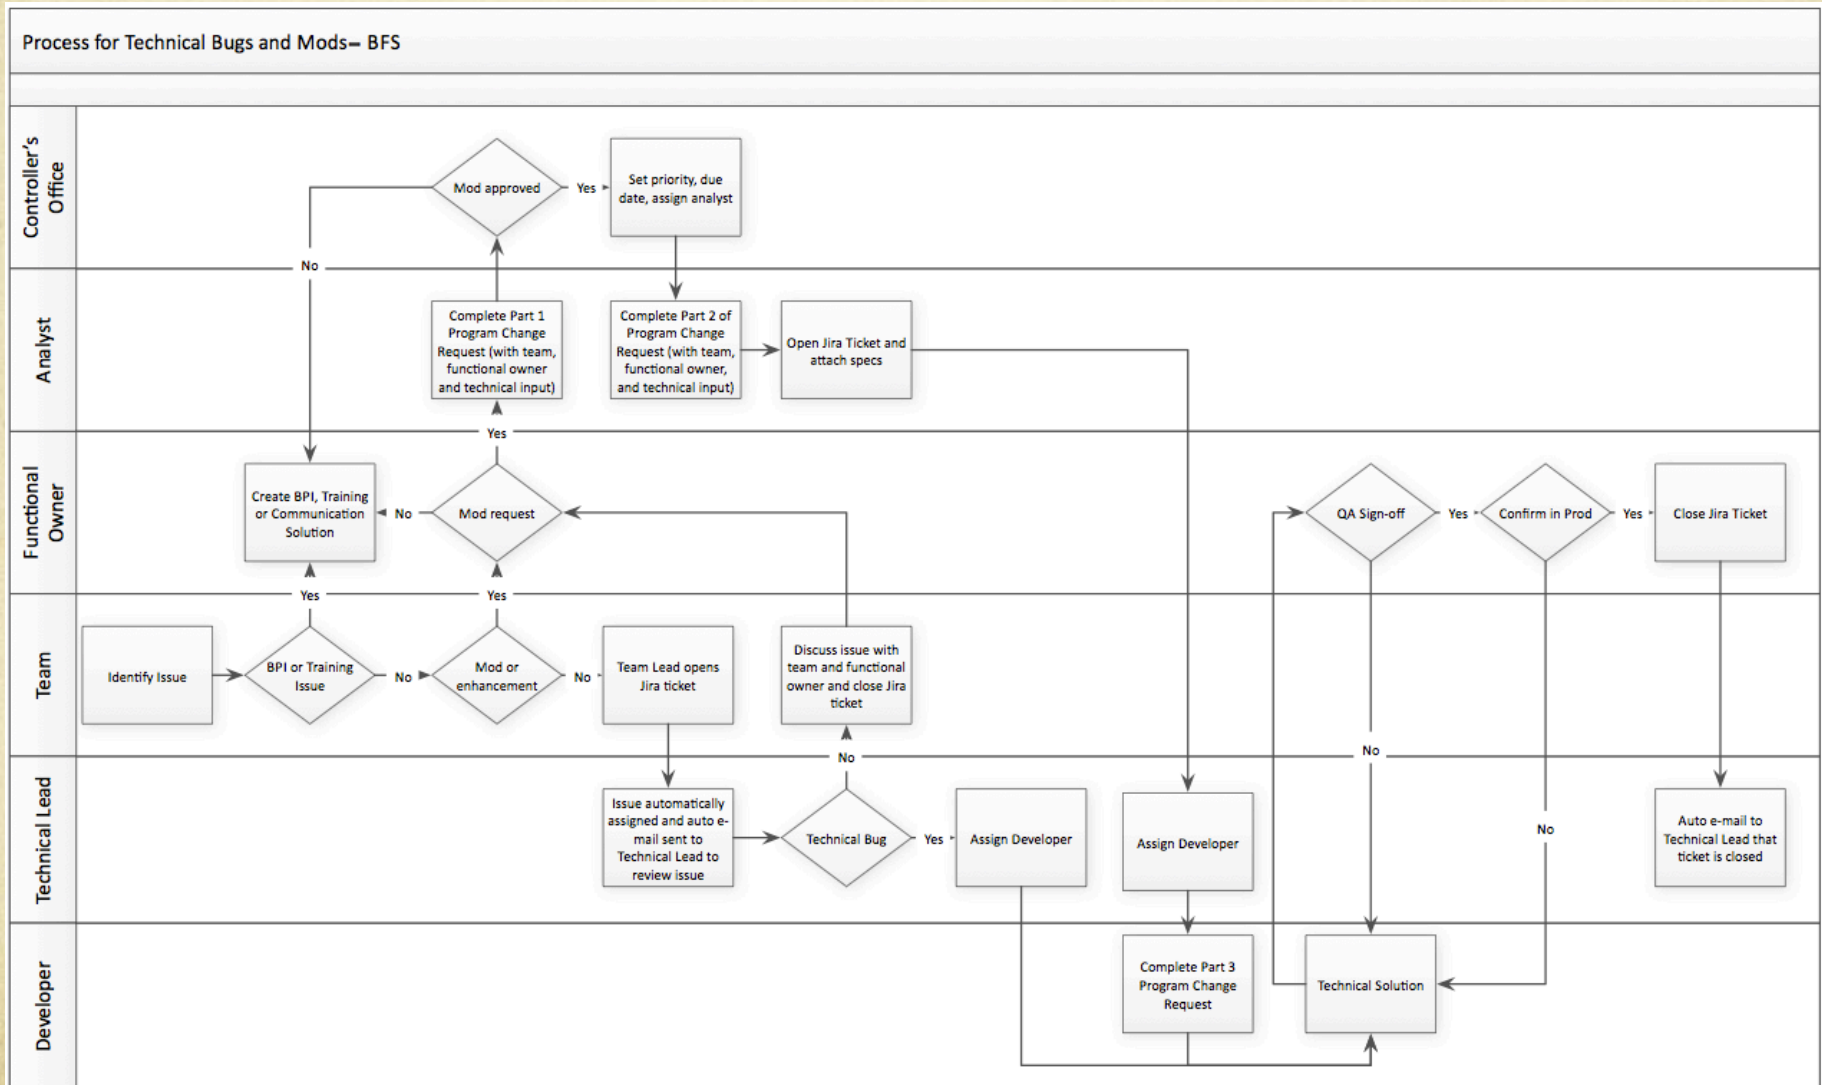 Process for Technical Bugs and Mods– BFS
Controller's
Office
Mod approved
Yes
Set priority, due
date, assign analyst
No
Analyst
Complete Part 1
Program Change
Request (with team,
functional owner
and technical input)
Complete Part 2 of
Program Change
Request (with team,
functional owner,
and technical input)
Open Jira Ticket and
attach specs
Yes
Functional
Owner
Create BPI, Training
or Communication
Solution
No
Mod request
QA Sign-off
Yes
Confirm in Prod
Yes
Close Jira Ticket
Yes
Yes
Team
Identify Issue
BPI or Training
Issue
No
Mod or
enhancement
No
Team Lead opens
Jira ticket
Discuss issue with
team and functional
owner and close Jira
ticket
No
No
Technical Lead
Issue automatically
assigned and auto e-
mail sent to
Technical Lead to
review issue
Technical Bug
Yes
Assign Developer
Assign Developer
No
Auto e-mail to
Technical Lead that
ticket is closed
Developer
Complete Part 3
Program Change
Request
Technical Solution